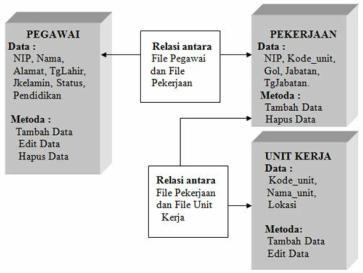 PEGAWAI
Data :
NIP, Nama,
Alamat, TgLahir,
Jkelamin, Status,
Pendidikan
Metoda :
Tambah Data
Edit Data
Hapus Data
Relasi antara
File Pegawai
dan File
Pekerjaan
PEKERJAAN
Data :
NIP, Kode_unit,
Gol, Jabatan,
TgJabatan.
Metoda :
Tambah Data
Hapus Data
Relasi antara
File Pekerjaan
dan File Unit
Kerja
UNIT KERJA
Data :
Kode_unit,
Nama_unit,
Lokasi
Metoda:
Tambah Data
Edit Data